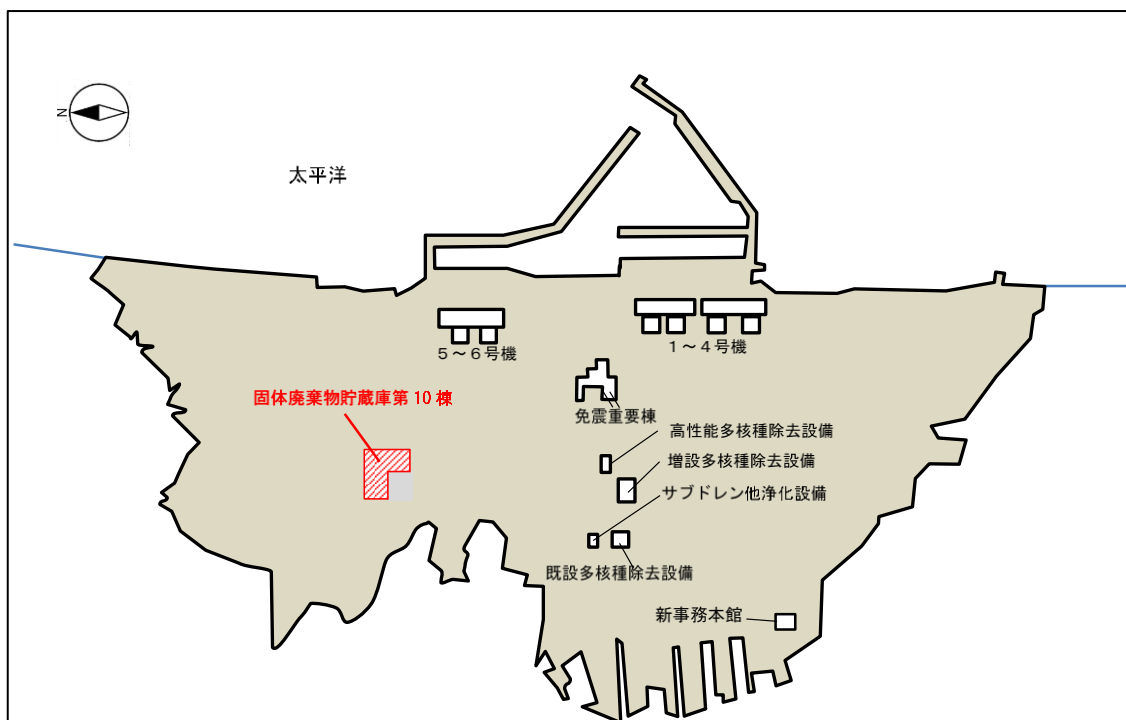 N
太平洋
5～6号機
1～4号機
固体廃棄物貯蔵庫第10棟
免震重要棟
高性能多核種除去設備
増設多核種除去設備
サブドレン他浄化設備
既設多核種除去設備
新事務本館